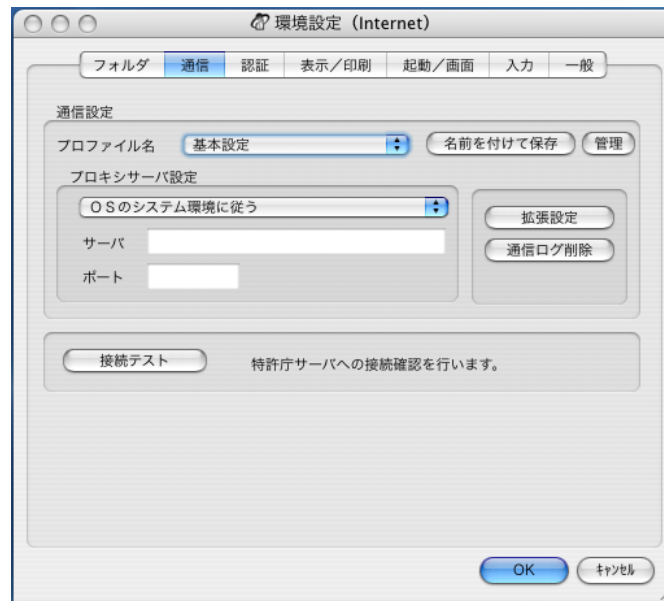 環境設定（Internet）
フォルダ 通信 認証 表示／印刷 起動／画面 入力 一般
通信設定
プロファイル名 基本設定 名前を付けて保存 管理
プロキシサーバ設定
ＯＳのシステム環境に従う
拡張設定
サーバ
通信ログ削除
ポート
接続テスト 特許庁サーバへの接続確認を行います。
OK ｷｬﾝｾﾙ